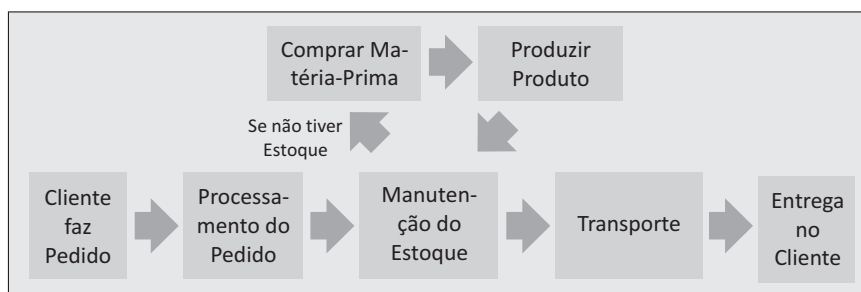 Comprar Ma-
téria-Prima
Produzir
Produto
Se não tiver
Estoque
Cliente
faz
Pedido
Processa-
mento do
Pedido
Manuten-
ção do
Estoque
Transporte
Entrega
no
Cliente